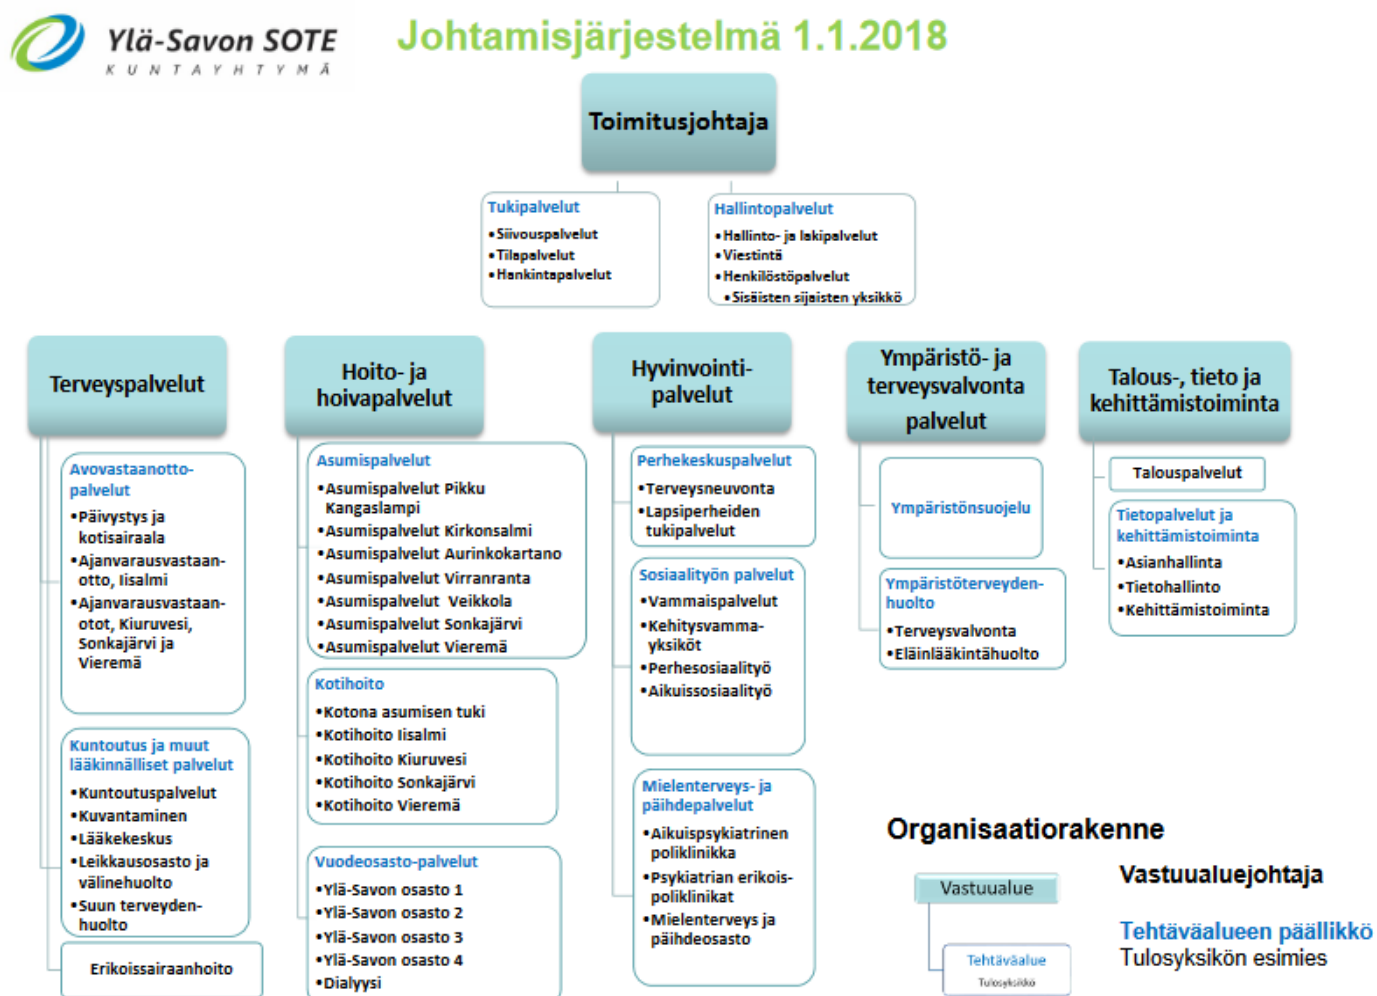 Ylä-Savon SOTE
KUNTAYHTYMÄ
Johtamisjärjestelmä 1.1.2018
Toimitusjohtaja
Tukipalvelut
•Siivouspalvelut
•Tilapalvelut
•Hankintapalvelut
Hallintopalvelut
•Hallinto- ja lakipalvelut
•Viestintä
•Henkilöstöpalvelut
•Sisäisten sijaisten yksikkö
Terveyspalvelut
Avovastaanotto-
palvelut
•Päivystys ja
kotisairaala
•Ajanvarausvastaan-
otto, Iisalmi
•Ajanvarausvastaan-
otot, Kiuruvesi,
Sonkajärvi ja
Vieremä
Kuntoutus ja muut
lääkinnälliset palvelut
•Kuntoutuspalvelut
•Kuvantaminen
•Lääkekeskus
•Leikkausosasto ja
välinehuolto
•Suun terveyden-
huolto
Erikoissairaanhoito
Hoito- ja
hoivapalvelut
Asumispalvelut
•Asumispalvelut Pikku
Kangaslampi
•Asumispalvelut Kirkonsalmi
•Asumispalvelut Aurinkokartano
•Asumispalvelut Virranranta
•Asumispalvelut Veikkola
•Asumispalvelut Sonkajärvi
•Asumispalvelut Vieremä
Kotihoito
•Kotona asumisen tuki
•Kotihoito Iisalmi
•Kotihoito Kiuruvesi
•Kotihoito Sonkajärvi
•Kotihoito Vieremä
Vuodeosasto-palvelut
•Ylä-Savon osasto 1
•Ylä-Savon osasto 2
•Ylä-Savon osasto 3
•Ylä-Savon osasto 4
•Dialyysi
Hyvinvointi-
palvelut
Perhekeskuspalvelut
•Terveysneuvonta
•Lapsiperheiden
tukipalvelut
Sosiaalityön palvelut
•Vammaispalvelut
•Kehitysvamma-
yksiköt
•Perhesosiaalityö
•Aikuissosiaalityö
Mielenterveys- ja
päihdepalvelut
•Aikuispsykiatrinen
poliklinikka
•Psykiatrian erikois-
poliklinikat
•Mielenterveys ja
päihdeosasto
Ympäristö- ja
terveysvalvonta
palvelut
Ympäristönsuojelu
Ympäristöterveyden-
huolto
•Terveysvalvonta
•Eläinlääkintähuolto
Talous-, tieto ja
kehittämistoiminta
Talouspalvelut
Tietopalvelut ja
kehittämistoiminta
•Asianhallinta
•Tietohallinto
•Kehittämistoiminta
Organisaatiorakenne
Vastuualue
Tehtäväalue
Tulosyksikkö
Vastuualuejohtaja
Tehtäväalueen päällikkö
Tulosyksikön esimies